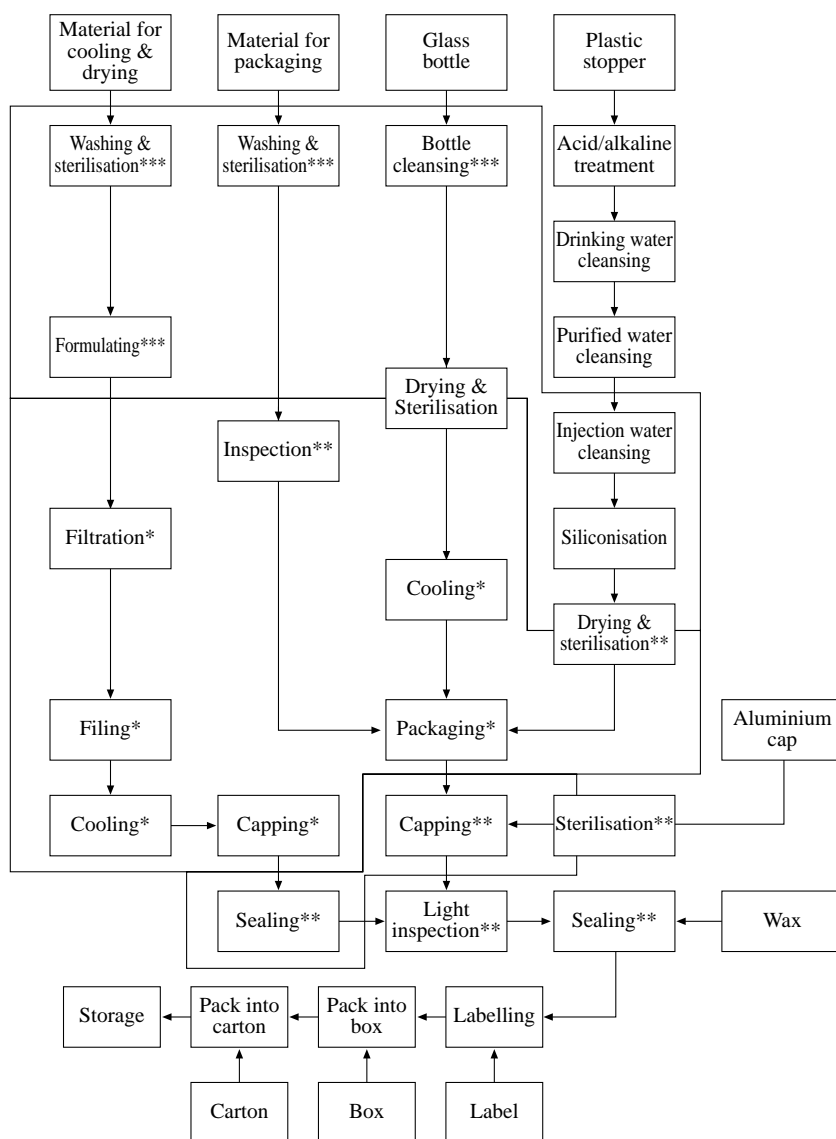 Material for
cooling &
drying
Material for
packaging
Glass
bottle
Plastic
stopper
Washing &
sterilisation***
Washing &
sterilisation***
Bottle
cleansing***
Acid/alkaline
treatment
Drinking water
cleansing
Formulating***
Purified water
cleansing
Drying &
Sterilisation
Inspection**
Injection water
cleansing
Filtration*
Siliconisation
Cooling*
Drying &
sterilisation**
Filing*
Packaging*
Aluminium
cap
Cooling*
Capping*
Capping**
Sterilisation**
Sealing**
Light
inspection**
Sealing**
Wax
Storage
Pack into
carton
Pack into
box
Labelling
Carton
Box
Label